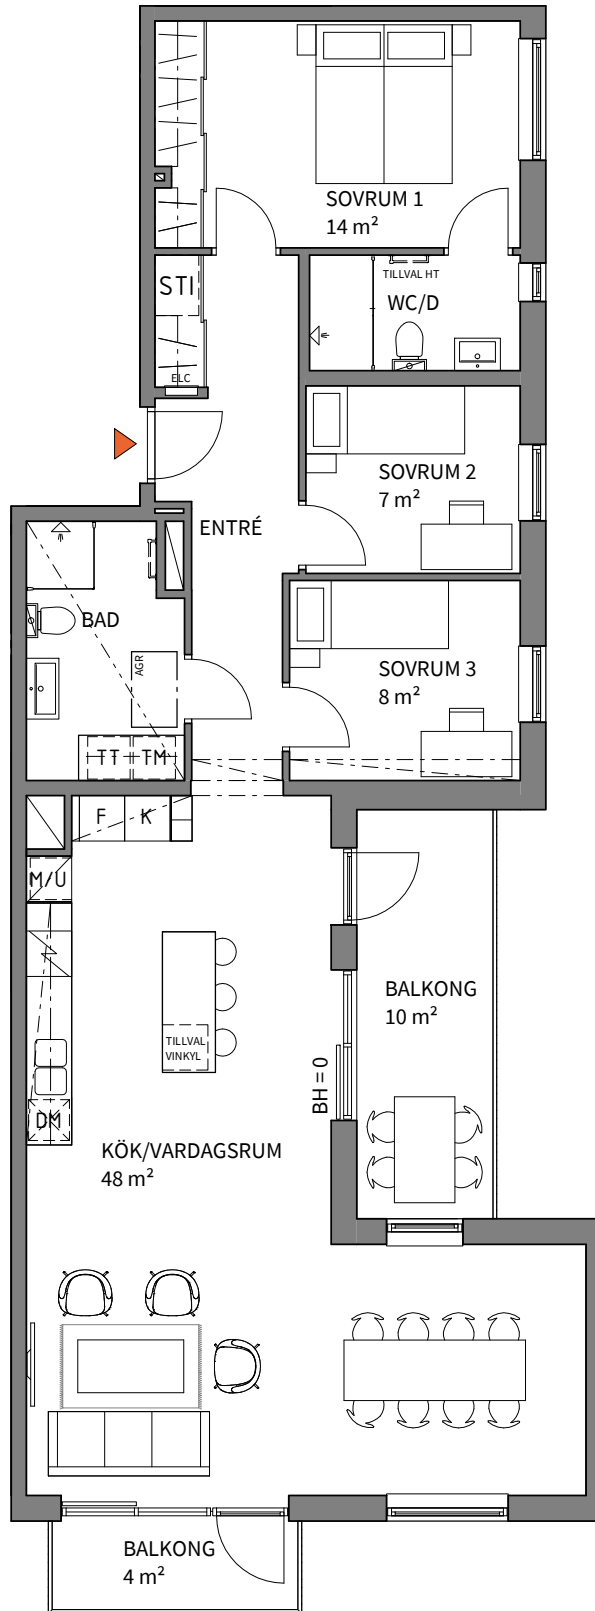 SOVRUM 1
14 m²
STI
TILLVAL HT
WC/D
ELC
SOVRUM 2
7 m²
ENTRÉ
BAD
AGR
SOVRUM 3
8 m²
TT
TM
F
K
M/U
BALKONG
10 m²
TILLVAL
VINKYL
BH = 0
DM
KÖK/VARDAGSRUM
48 m²
BALKONG
4 m²